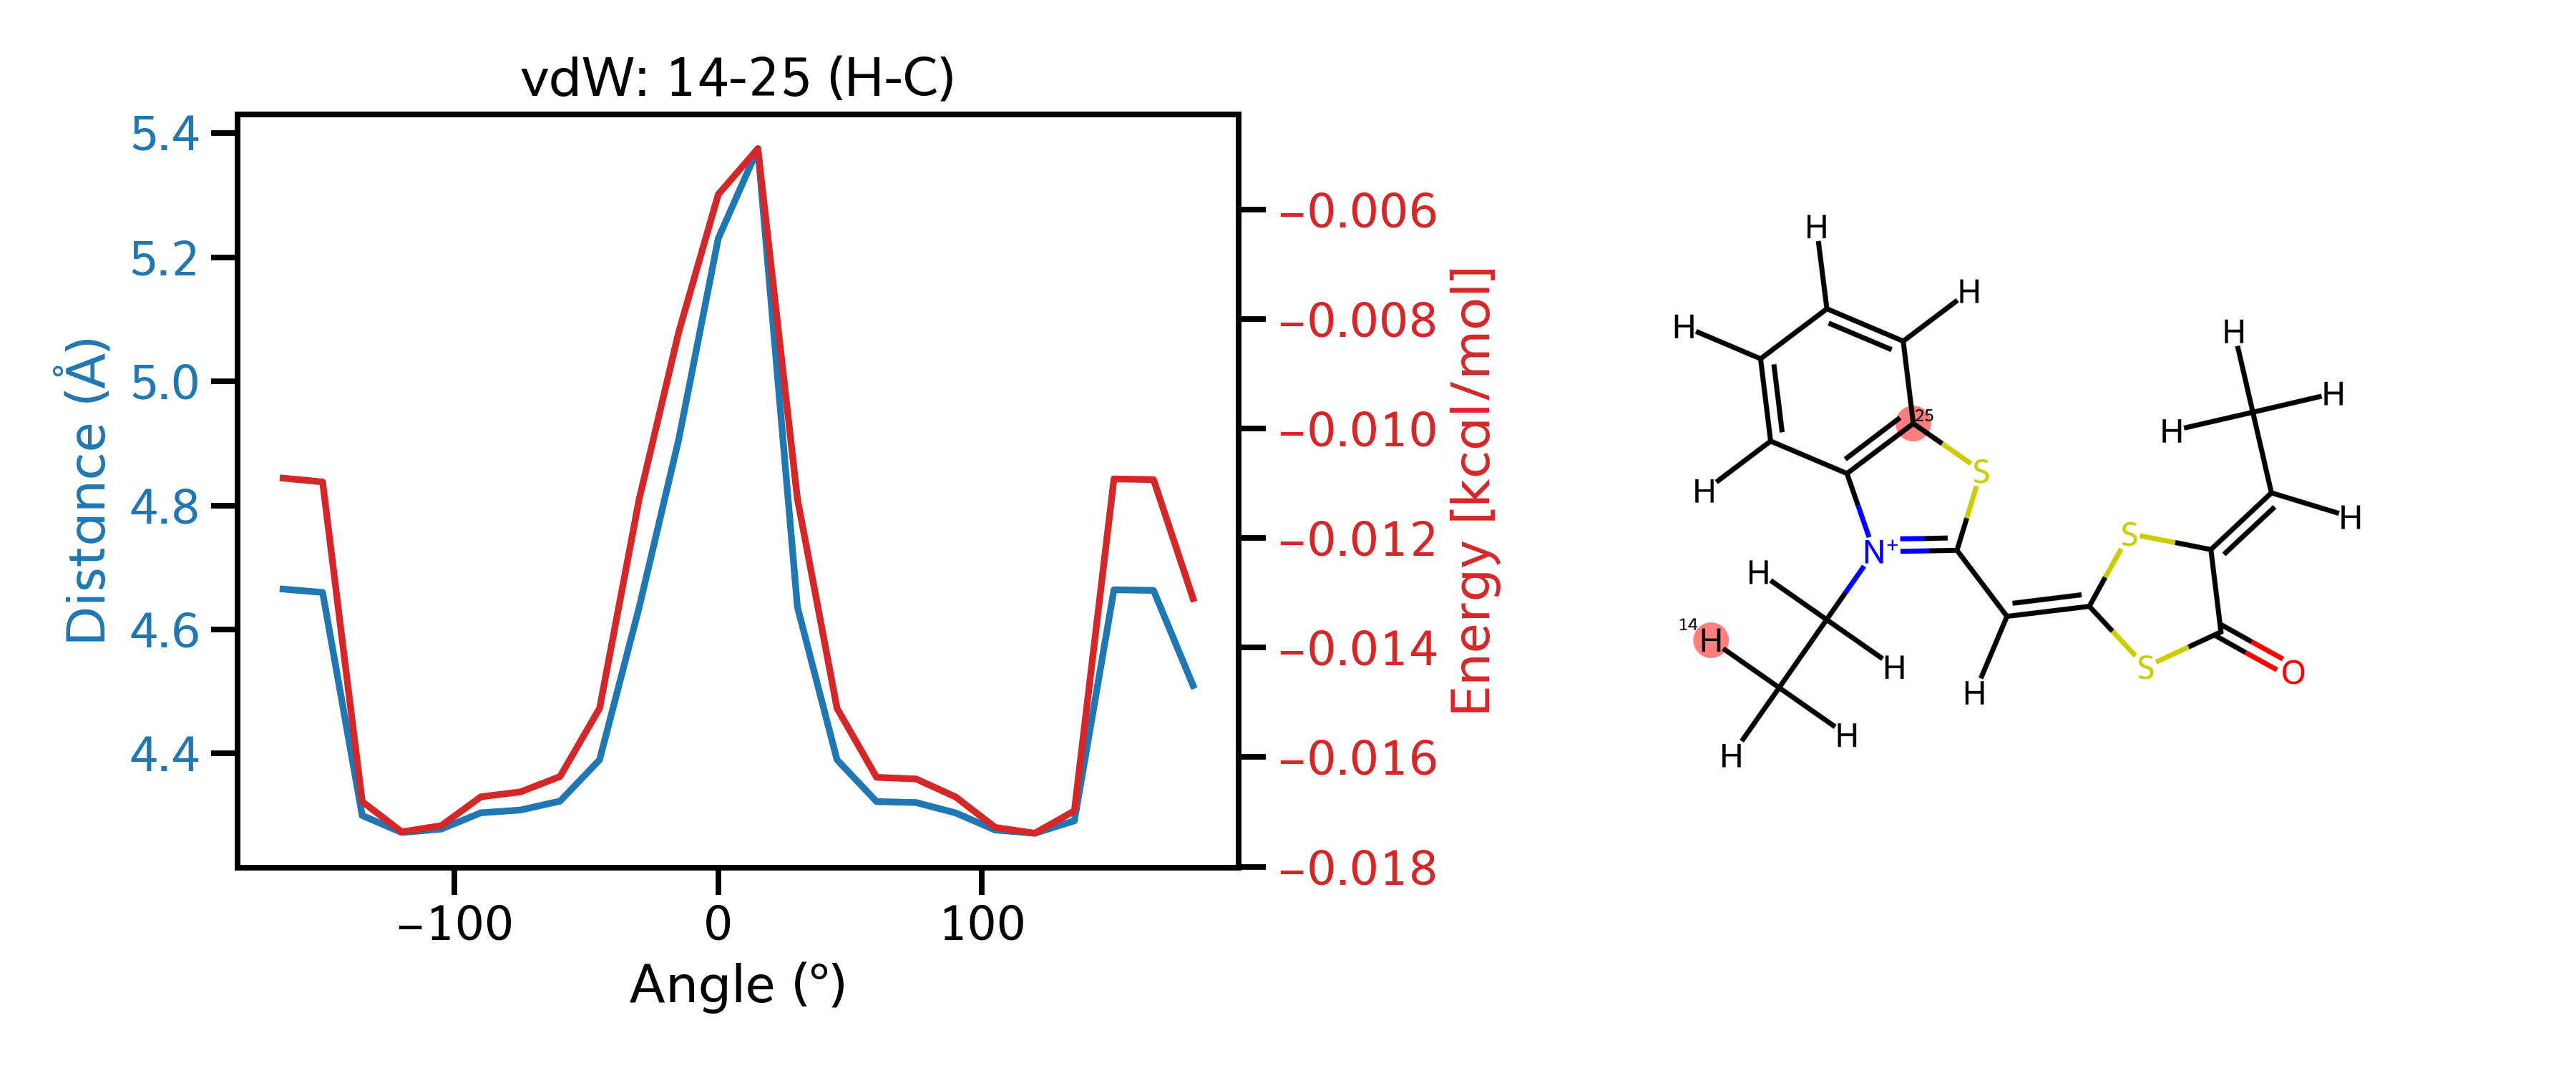 vdW: 14-25 (H-C)
5.4
5.2
5.0
4.8
4.6
4.4
Distance (Å)
−100
0
100
Angle (°)
−0.006
−0.008
−0.010
−0.012
−0.014
−0.016
−0.018
Energy [kcal/mol]
H
H
H
H
H
H
25
S
H
H
S
N+
H
14
H
H
H
S
O
H
H
H